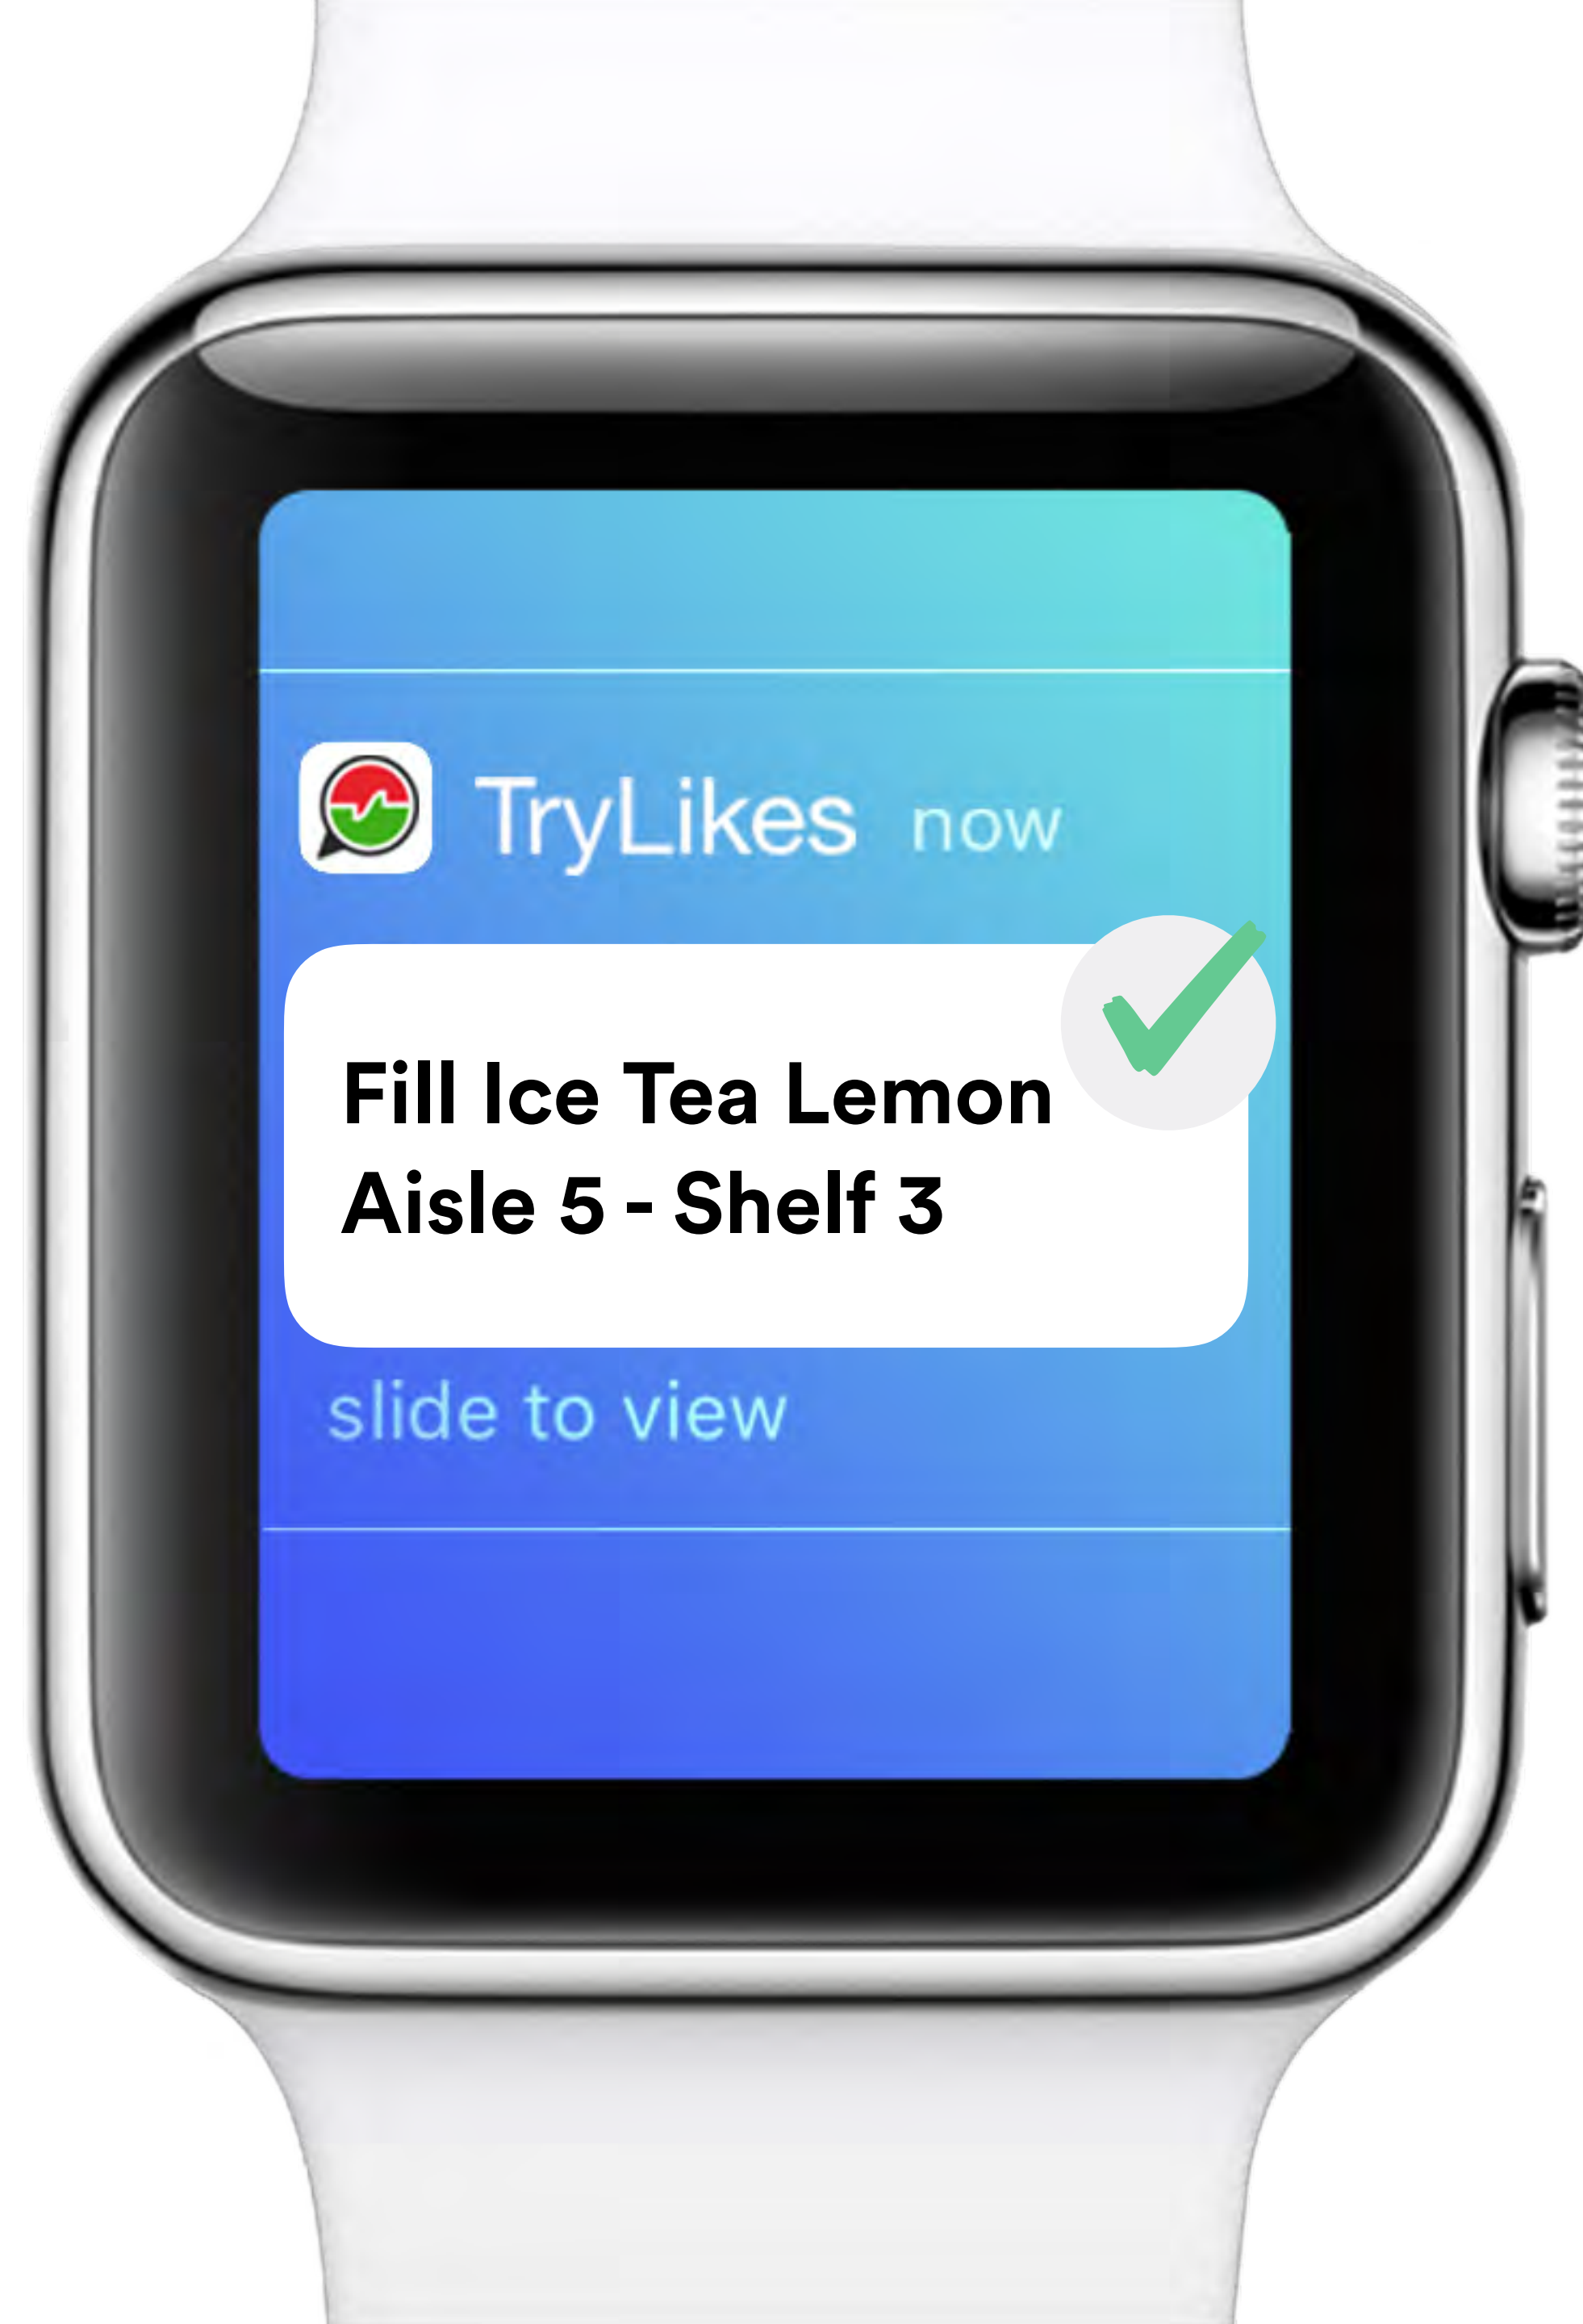 TryLikes now
Fill Ice Tea Lemon
Aisle 5 - Shelf 3
slide to view